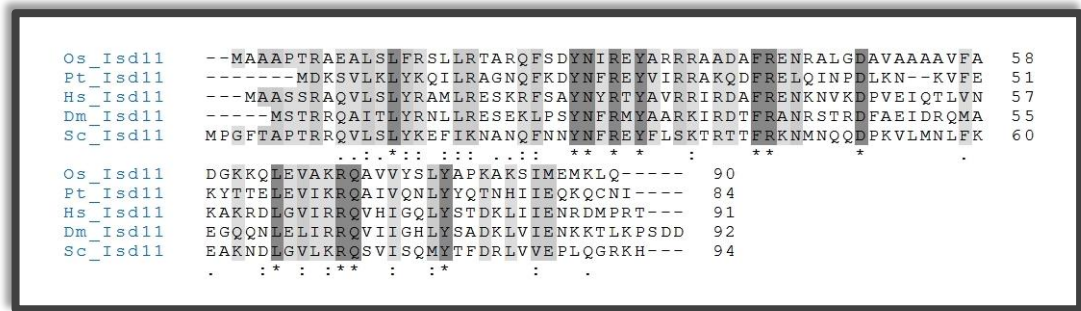 Os_Isd11 --MAAAPTRAEALSLFRSLLRTARQFSDYNIREYARRRAADAFRENRALGDAVAAAAVFA 58
Pt_Isd11 -------MDKSVLKLYKQILRAGNQFKDYNFREYVIRRAKQDFRELQINPDLKN--KVFE 51
Hs_Isd11 ---MAASSRAQVLSLYRAMLRESKRFSAYNYRTYAVRRIRDAFRENKNVKDPVEIQTLVN 57
Dm_Isd11 -----MSTRRQAITLYRNLLRESEKLPSYNFRMYAARKIRDTFRANRSTRDFAEIDRQMA 55
Sc_Isd11 MPGFTAPTRRQVLSLYKEFIKNANQFNNYNFREYFLSKTRTTFRKNMNQQDPKVLMNLFK 60
..:.*:: ::: ..:: ** * * : ** * .
Os_Isd11 DGKKQLEVAKRQAVVYSLYAPKAKSIMEMKLQ----- 90
Pt_Isd11 KYTTELEVIKRQAIVQNLYYQTNHIIEQKQCNI---- 84
Hs_Isd11 KAKRDLGVIRRQVHIGQLYSTDKLIIENRDMPRT--- 91
Dm_Isd11 EGQQNLELIRRQVIIGHLYSADKLVIENKKTLKPSDD 92
Sc_Isd11 EAKNDLGVLKRQSVISQMYTFDRLVVEPLQGRKH--- 94
. :* : :** : :* : .